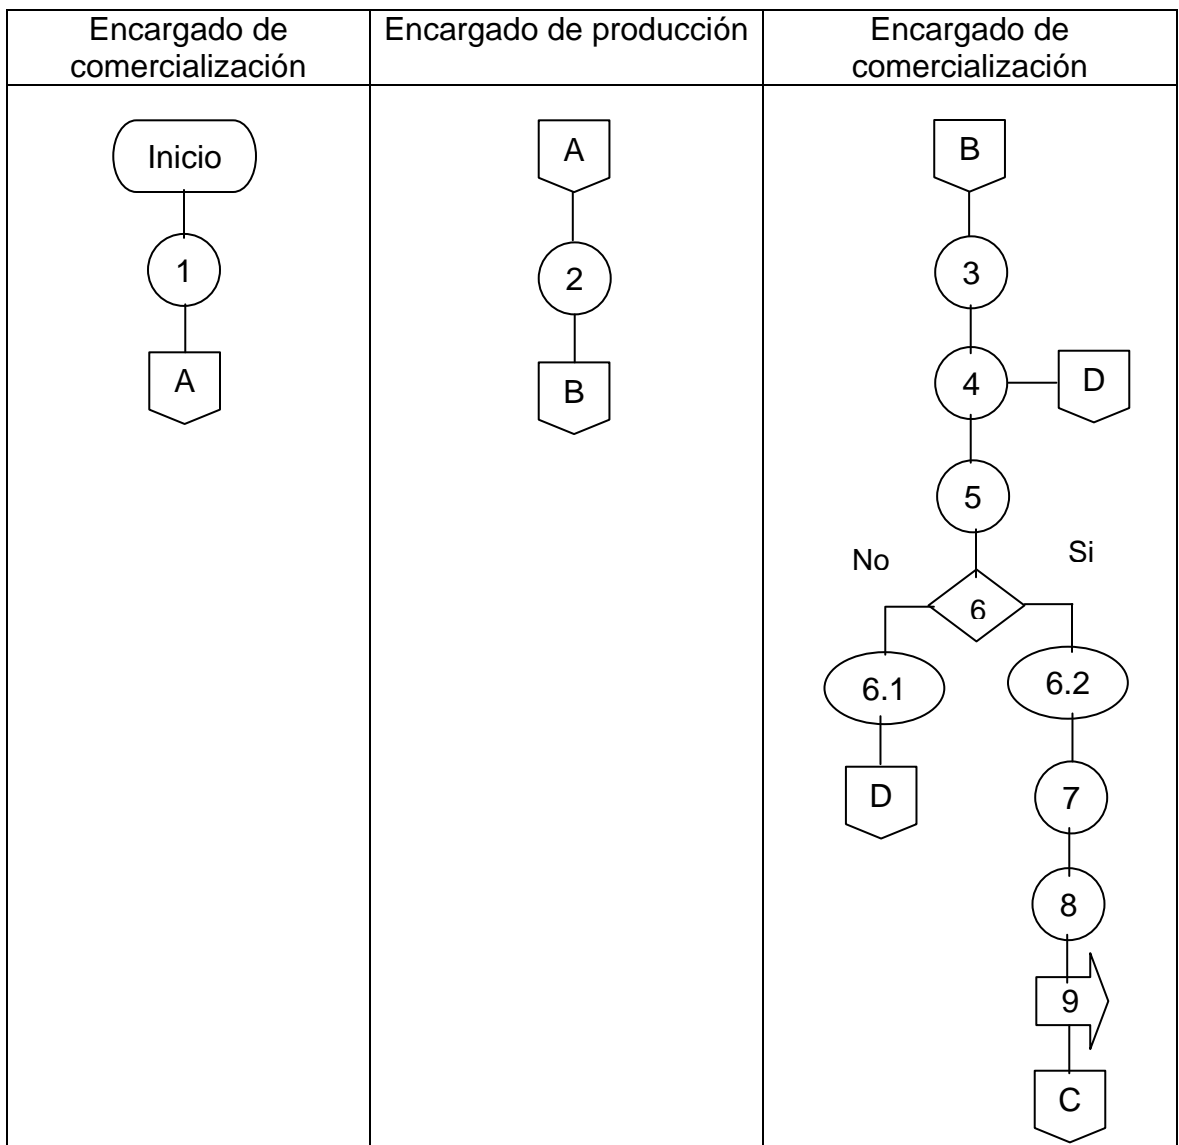 Encargado de
comercialización
Encargado de producción
Encargado de
comercialización
Inicio
1
A
A
2
B
B
3
4
D
5
No
Si
6
6.1
6.2
D
7
8
9
C